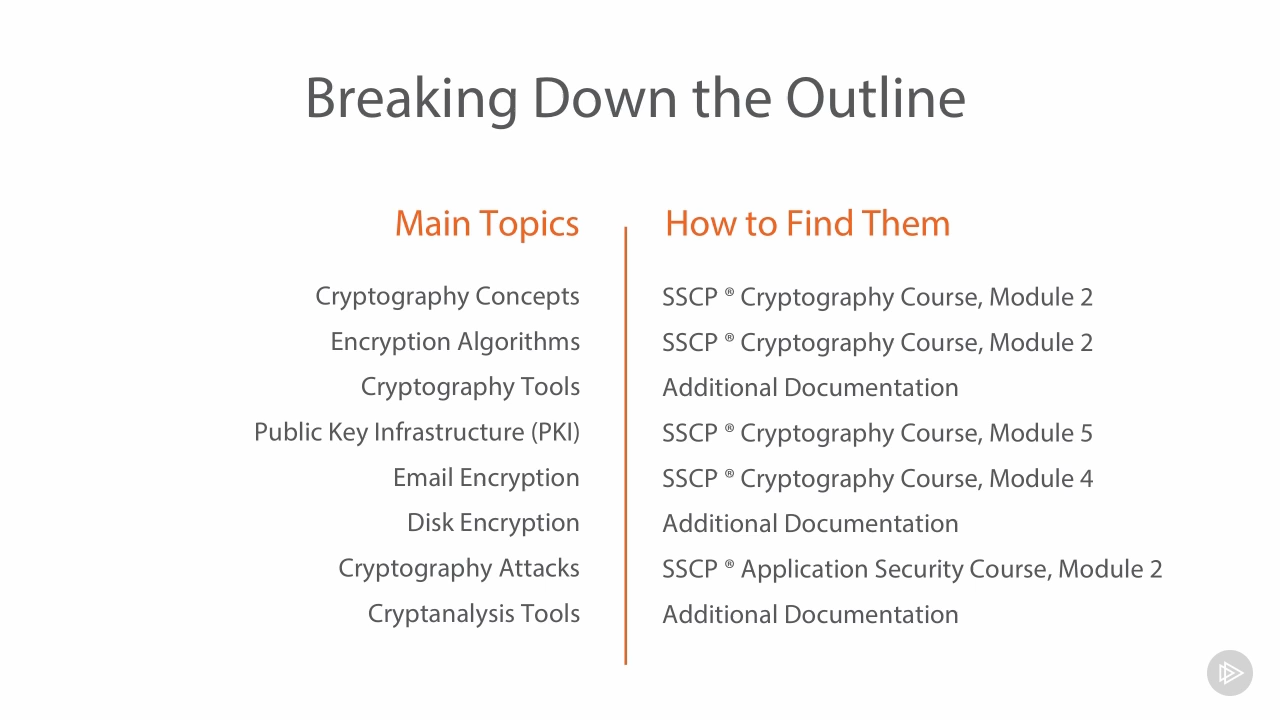 Breaking Down the Outline
Main Topics
Cryptography Concepts
Encryption Algorithms
Cryptography Tools
Public Key Infrastructure (PKI)
Email Encryption
Disk Encryption
Cryptography Attacks
Cryptanalysis Tools
How to Find Them
SSCP ® Cryptography Course, Module 2
SSCP ® Cryptography Course, Module 2
Additional Documentation
SSCP ® Cryptography Course, Module 5
SSCP ® Cryptography Course, Module 4
Additional Documentation
SSCP ® Application Security Course, Module 2
Additional Documentation